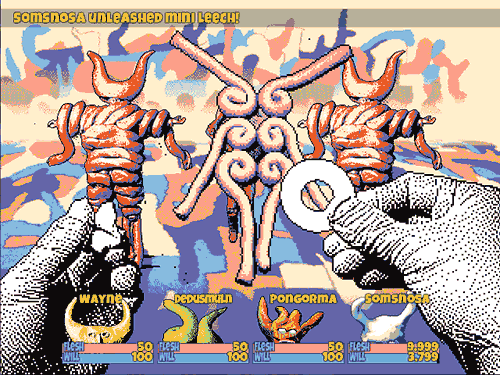 Somsnosa unleashed mini leech!
Wayne Dedusmuln Pongorma Somsnosa
FLESH 50 FLESH 50 FLESH 50 FLESH 9.999
WILL 100 WILL 100 WILL 100 WILL 3.799